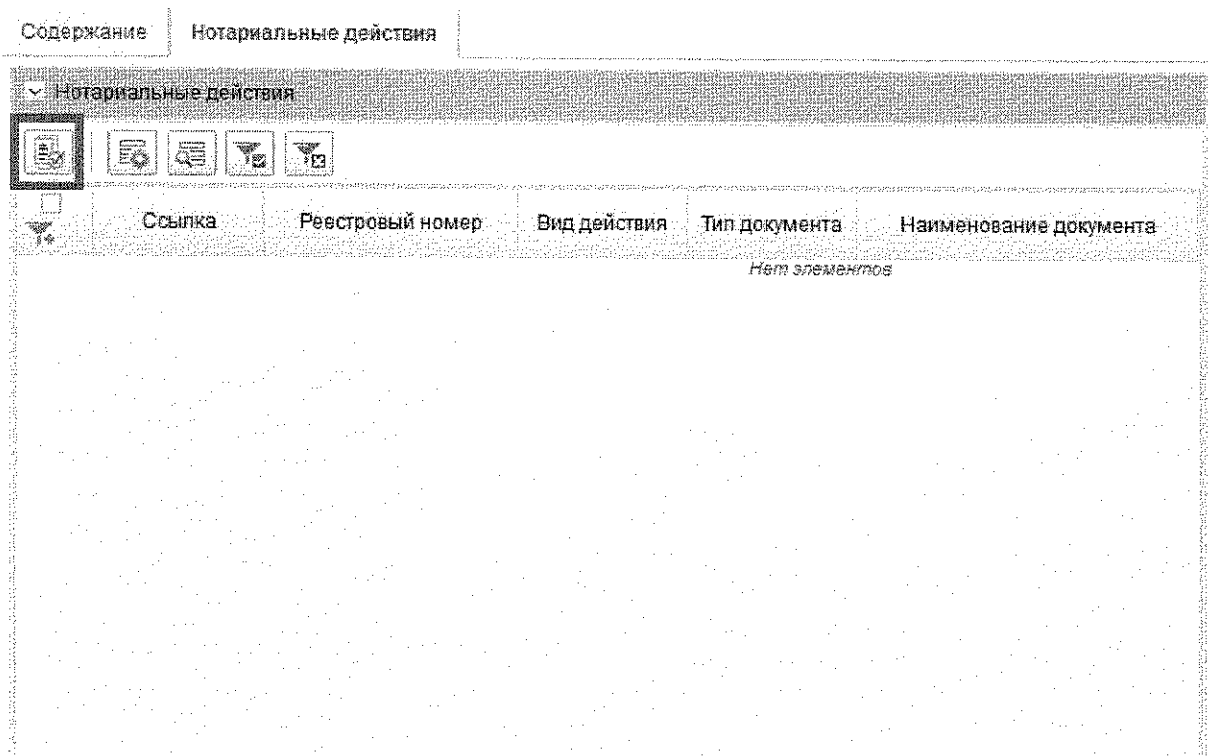 Содержание Нотариальные действия
Нотариальные действия
Ссылка Реестровый номер Вид действия Тип документа Наименование документа
Нет элементов